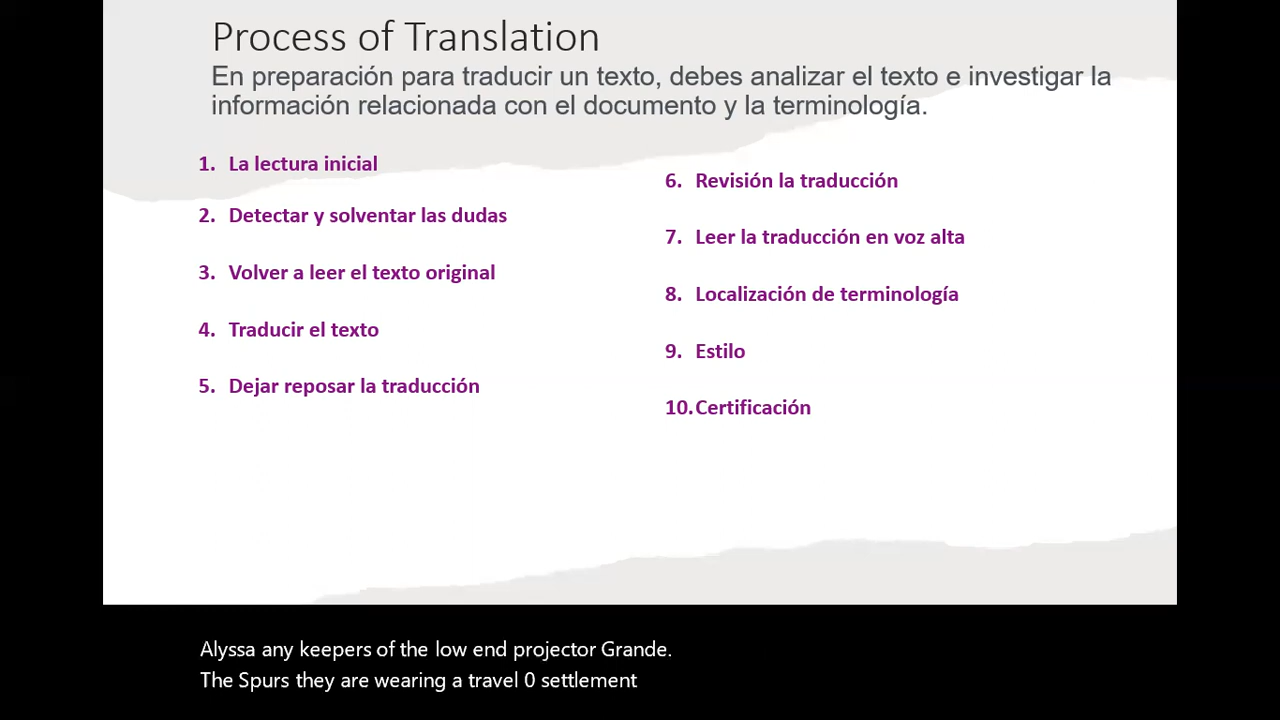 Process of Translation
En preparación para traducir un texto, debes analizar el texto e investigar la
información relacionada con el documento y la terminología.
1. La lectura inicial
2. Detectar y solventar las dudas
3. Volver a leer el texto original
4. Traducir el texto
5. Dejar reposar la traducción
6. Revisión la traducción
7. Leer la traducción en voz alta
8. Localización de terminología
9. Estilo
10. Certificación
Alyssa any keepers of the low end projector Grande.
The Spurs they are wearing a travel 0 settlement